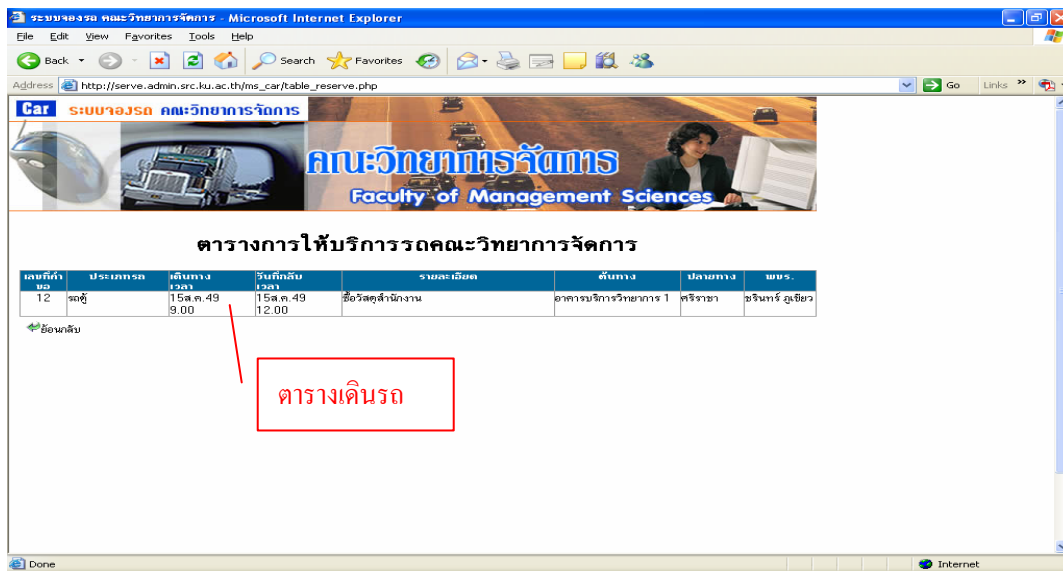 ระบบจองรถ คณะวิทยาการจัดการ - Microsoft Internet Explorer
File Edit View Favorites Tools Help
Back Search Favorites
Address http://serve.admin.src.ku.ac.th/ms_car/table_reserve.php Go Links »
Car ระบบจองรถ คณะวิทยาการจัดการ
คณะวิทยาการจัดการ
Faculty of Management Sciences
ตารางการให้บริการรถคณะวิทยาการจัดการ
เลขที่คำขอ ประเภทรถ เดินทาง เวลา วันที่กลับ เวลา รายละเอียด ต้นทาง ปลายทาง พขร.
12 รถตู้ 15ส.ค.49 15ส.ค.49 ซื้อวัสดุสำนักงาน อาคารบริการวิทยาการ 1 ศรีราชา ชรินทร์ ภูเขียว
9.00 12.00
ย้อนกลับ
ตารางเดินรถ
Done Internet